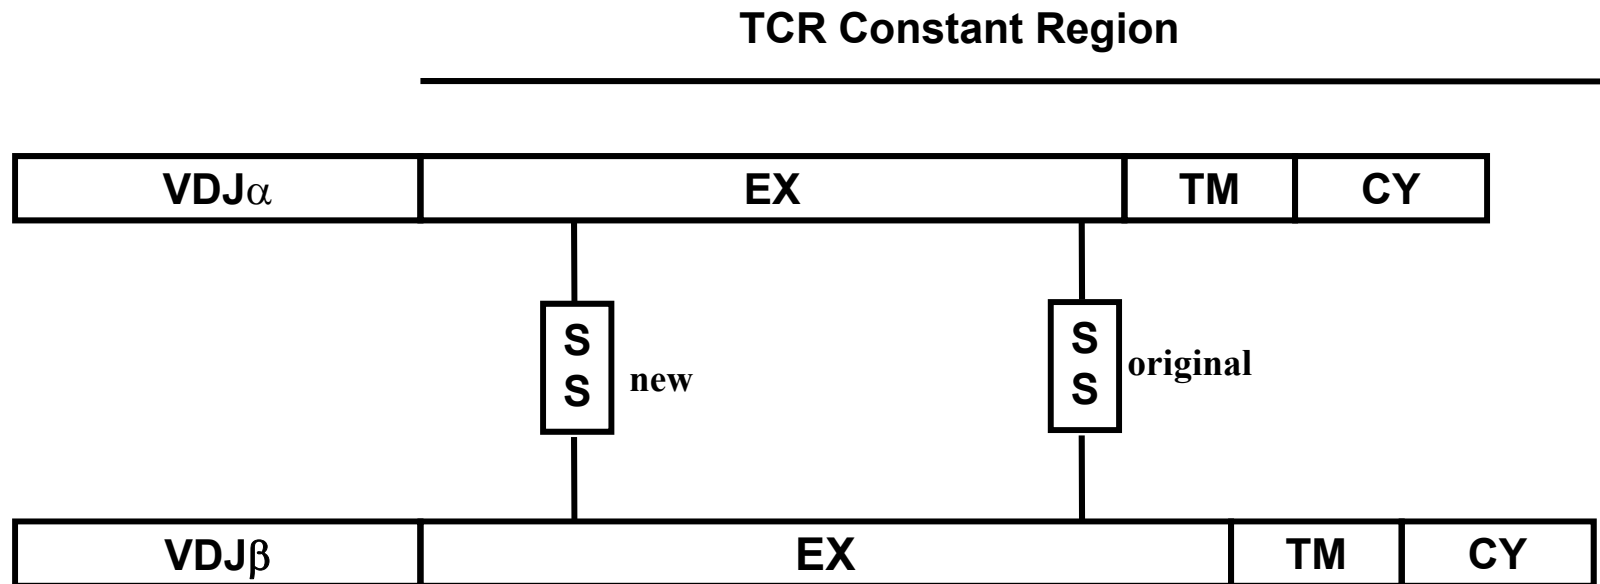 TCR Constant Region
VDJα EX TM CY
S S
S new S original
VDJβ EX TM CY